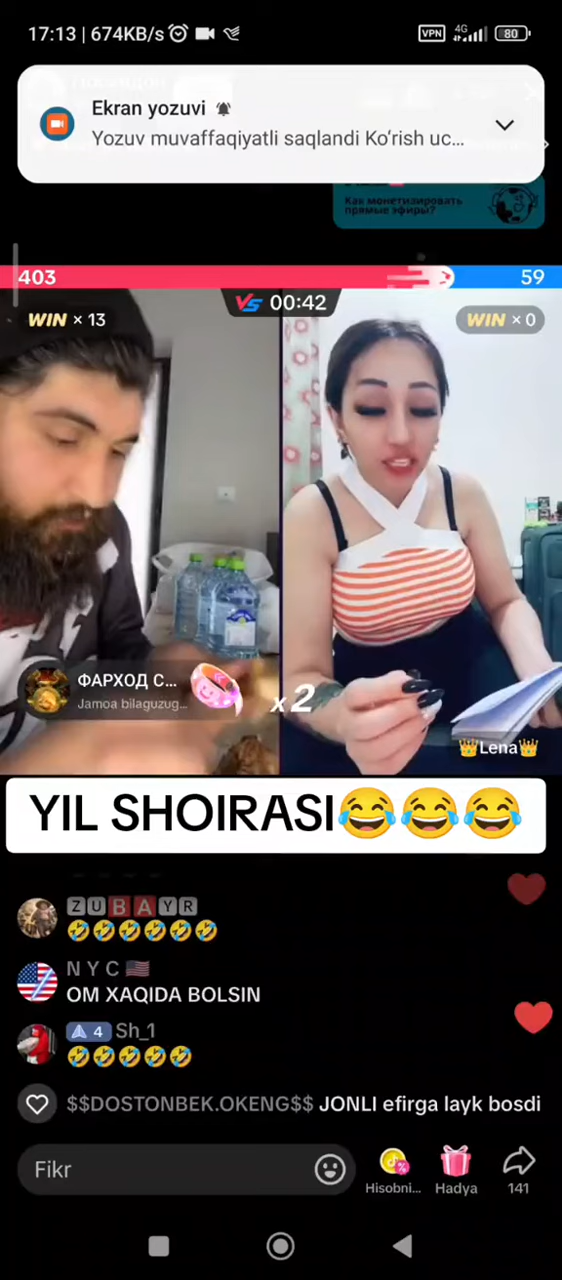 17:13 | 674KB/s
VPN 4G 80
Ekran yozuvi
Yozuv muvaffaqiyatli saqlandi Ko‘rish uc...
Как монетизировать
прямые эфиры?
403 59
VS 00:42
WIN × 13 WIN × 0
ФАРХОД С...
Jamoa bilaguzug...
x 2
👑Lena👑
YIL SHOIRASI😂😂😂
ZUBAYR
🤣🤣🤣🤣🤣🤣
N Y C 🇺🇸
OM XAQIDA BOLSIN
4 Sh_1
🤣🤣🤣🤣🤣
$$DOSTONBEK.OKENG$$ JONLI efirga layk bosdi
Fikr
Hisobni... Hadya 141